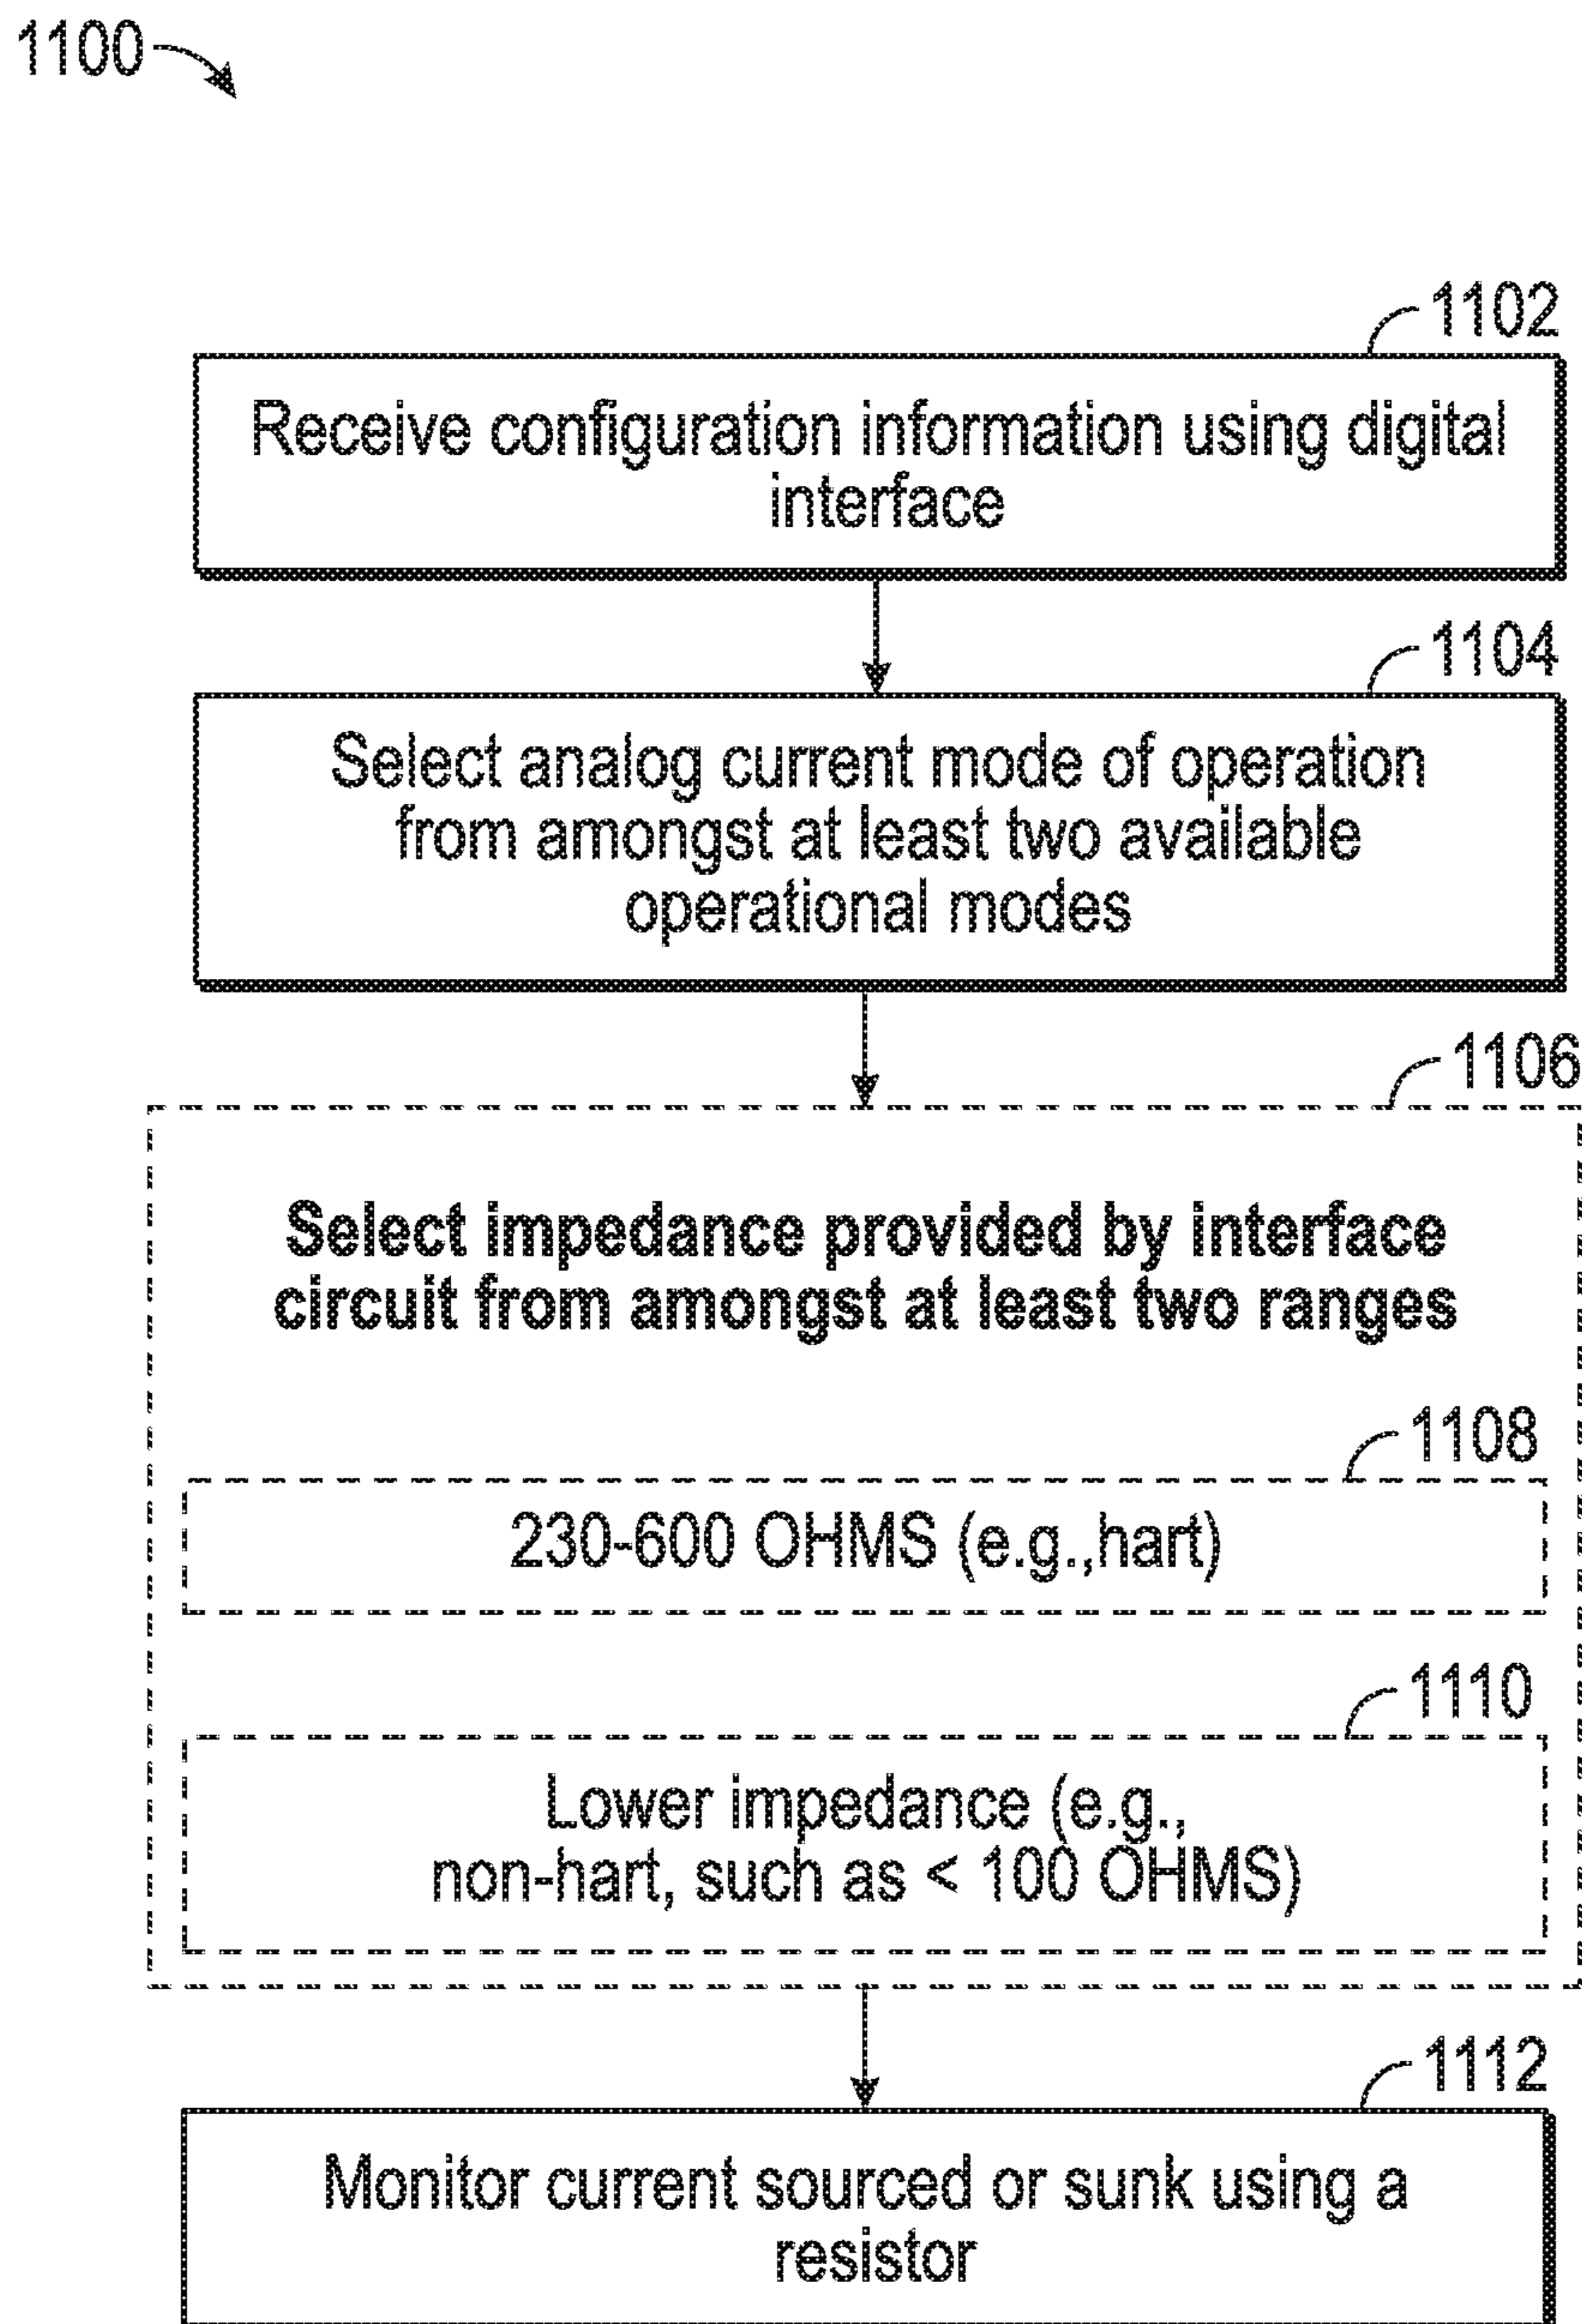 1100
1102
Receive configuration information using digital
interface
1104
Select analog current mode of operation
from amongst at least two available
operational modes
1106
Select impedance provided by interface
circuit from amongst at least two ranges
1108
230-600 OHMS (e.g.,hart)
1110
Lower impedance (e.g.,
non-hart, such as < 100 OHMS)
1112
Monitor current sourced or sunk using a
resistor